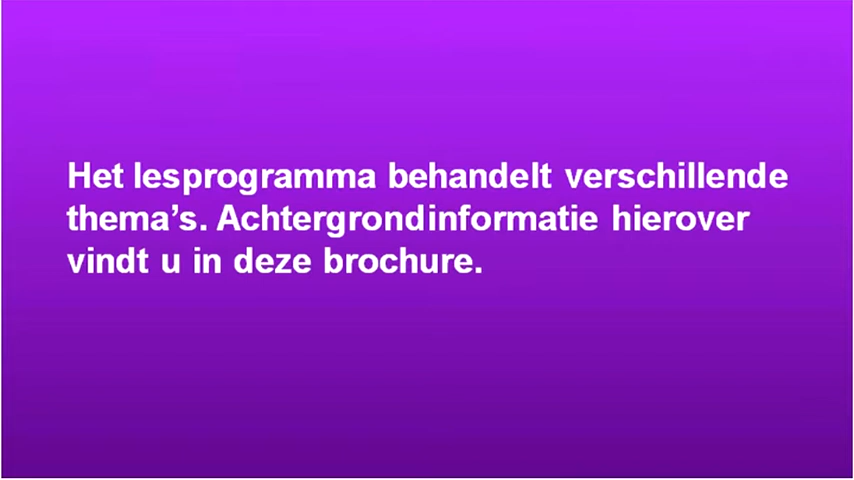 Het lesprogramma behandelt verschillende
thema’s. Achtergrondinformatie hierover
vindt u in deze brochure.